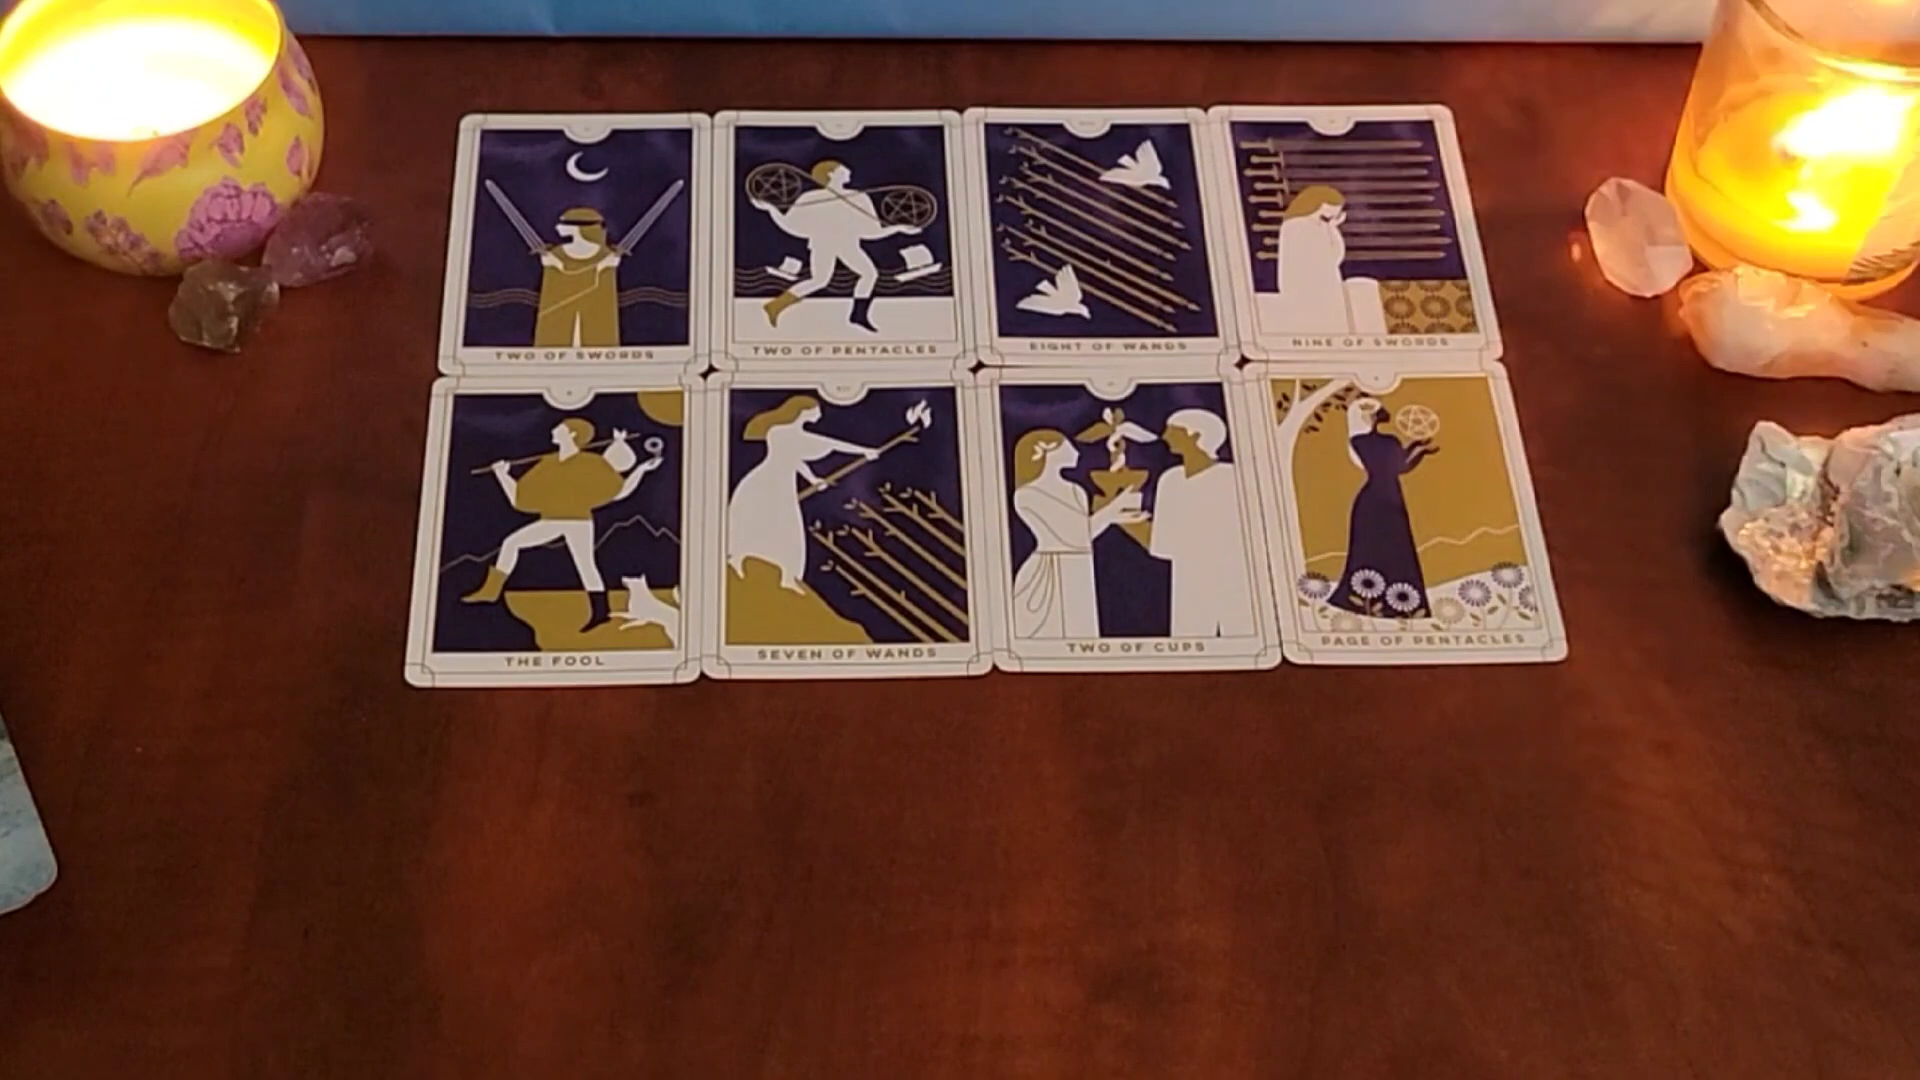 TWO OF SWORDS
TWO OF PENTACLES
EIGHT OF WANDS
NINE OF SWORDS
THE FOOL
SEVEN OF WANDS
TWO OF CUPS
PAGE OF PENTACLES